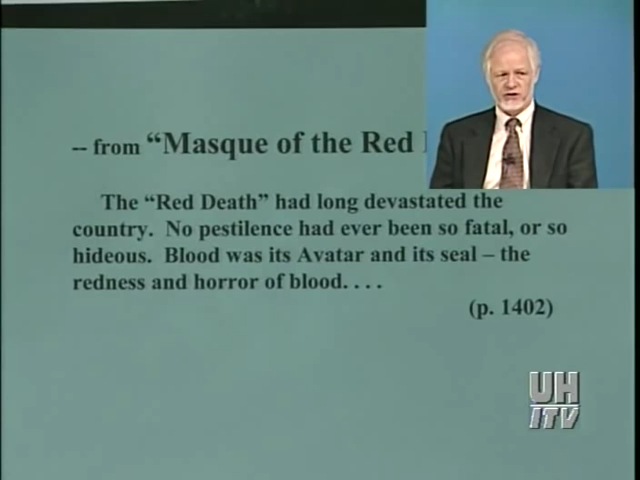 -- from “Masque of the Red
The “Red Death” had long devastated the
country. No pestilence had ever been so fatal, or so
hideous. Blood was its Avatar and its seal – the
redness and horror of blood. . . .
(p. 1402)
UH
ITV